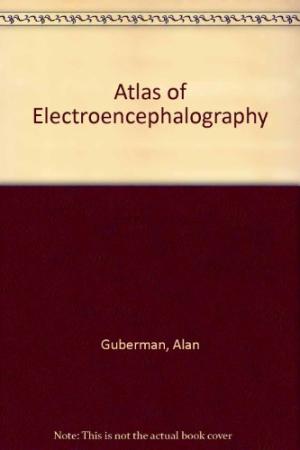 Atlas of
Electroencephalography
Guberman, Alan
Note: This is not the actual book cover